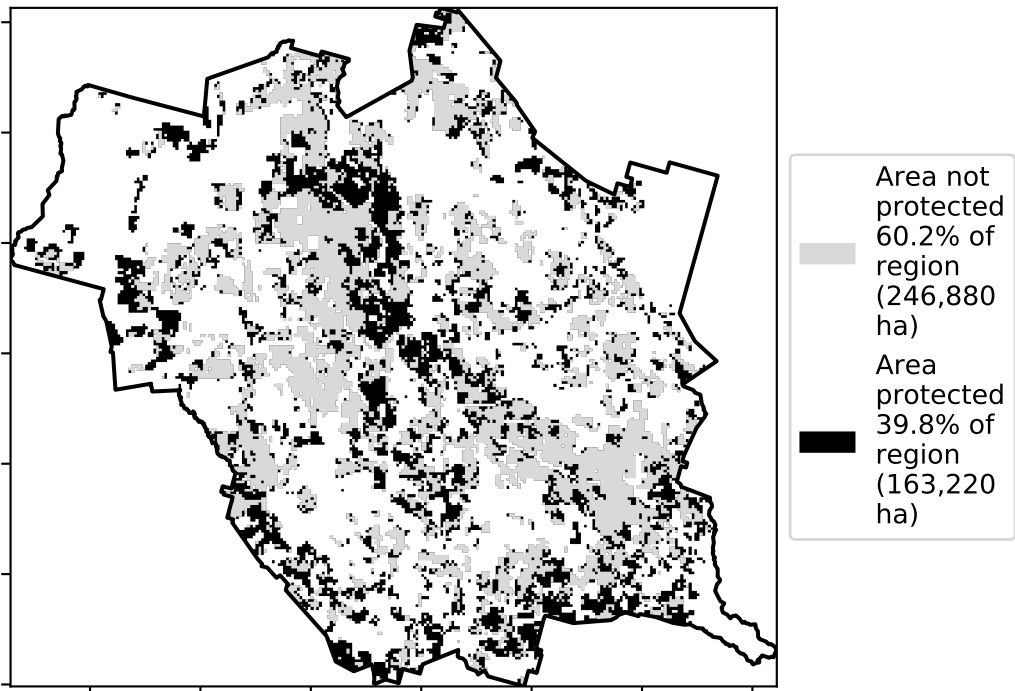 Area not
protected
60.2% of
region
(246,880
ha)
Area
protected
39.8% of
region
(163,220
ha)